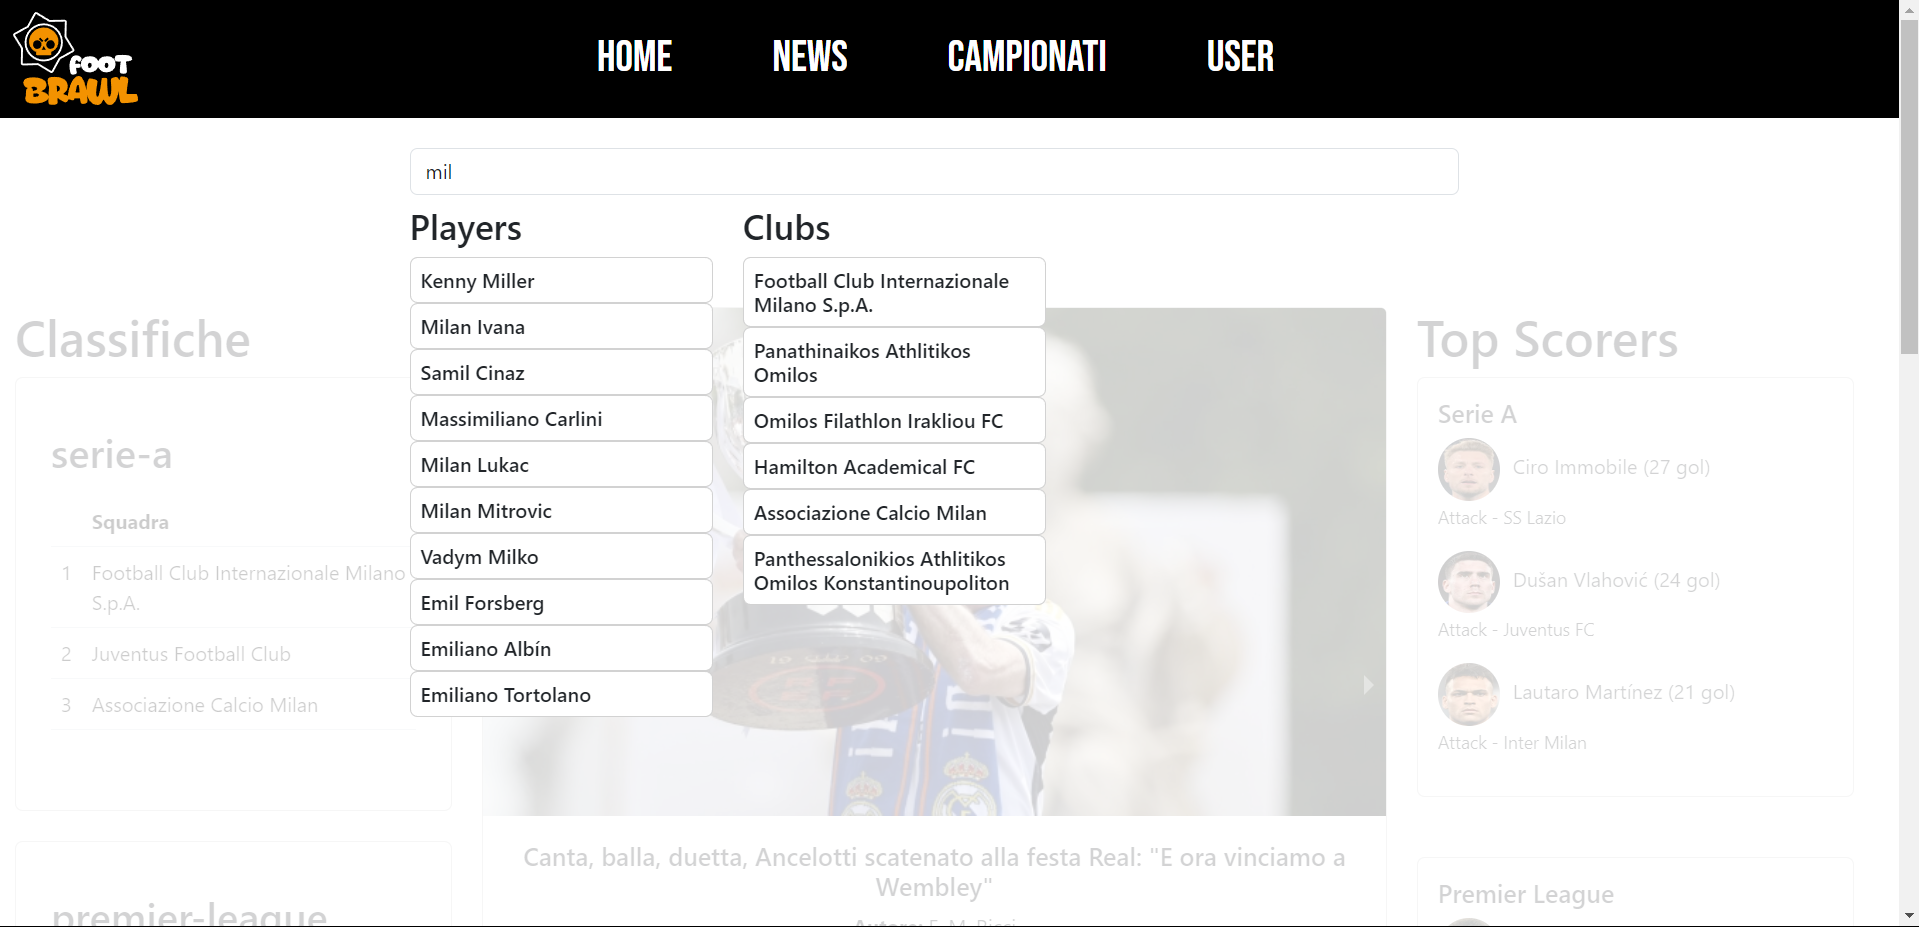 FOOT
BRAWL
HOME
NEWS
CAMPIONATI
USER
mil
Players
Kenny Miller
Milan Ivana
Samil Cinaz
Massimiliano Carlini
Milan Lukac
Milan Mitrovic
Vadym Milko
Emil Forsberg
Emiliano Albín
Emiliano Tortolano
Clubs
Football Club Internazionale
Milano S.p.A.
Panathinaikos Athlitikos
Omilos
Omilos Filathlon Irakliou FC
Hamilton Academical FC
Associazione Calcio Milan
Panthessalonikios Athlitikos
Omilos Konstantinoupoliton
Classifiche
serie-a
Squadra
1 Football Club Internazionale Milano
S.p.A.
2 Juventus Football Club
3 Associazione Calcio Milan
premier-league
Canta, balla, duetta, Ancelotti scatenato alla festa Real: "E ora vinciamo a
Wembley"
Autore: F. M. Ricci
Top Scorers
Serie A
Ciro Immobile (27 gol)
Attack - SS Lazio
Dušan Vlahović (24 gol)
Attack - Juventus FC
Lautaro Martínez (21 gol)
Attack - Inter Milan
Premier League